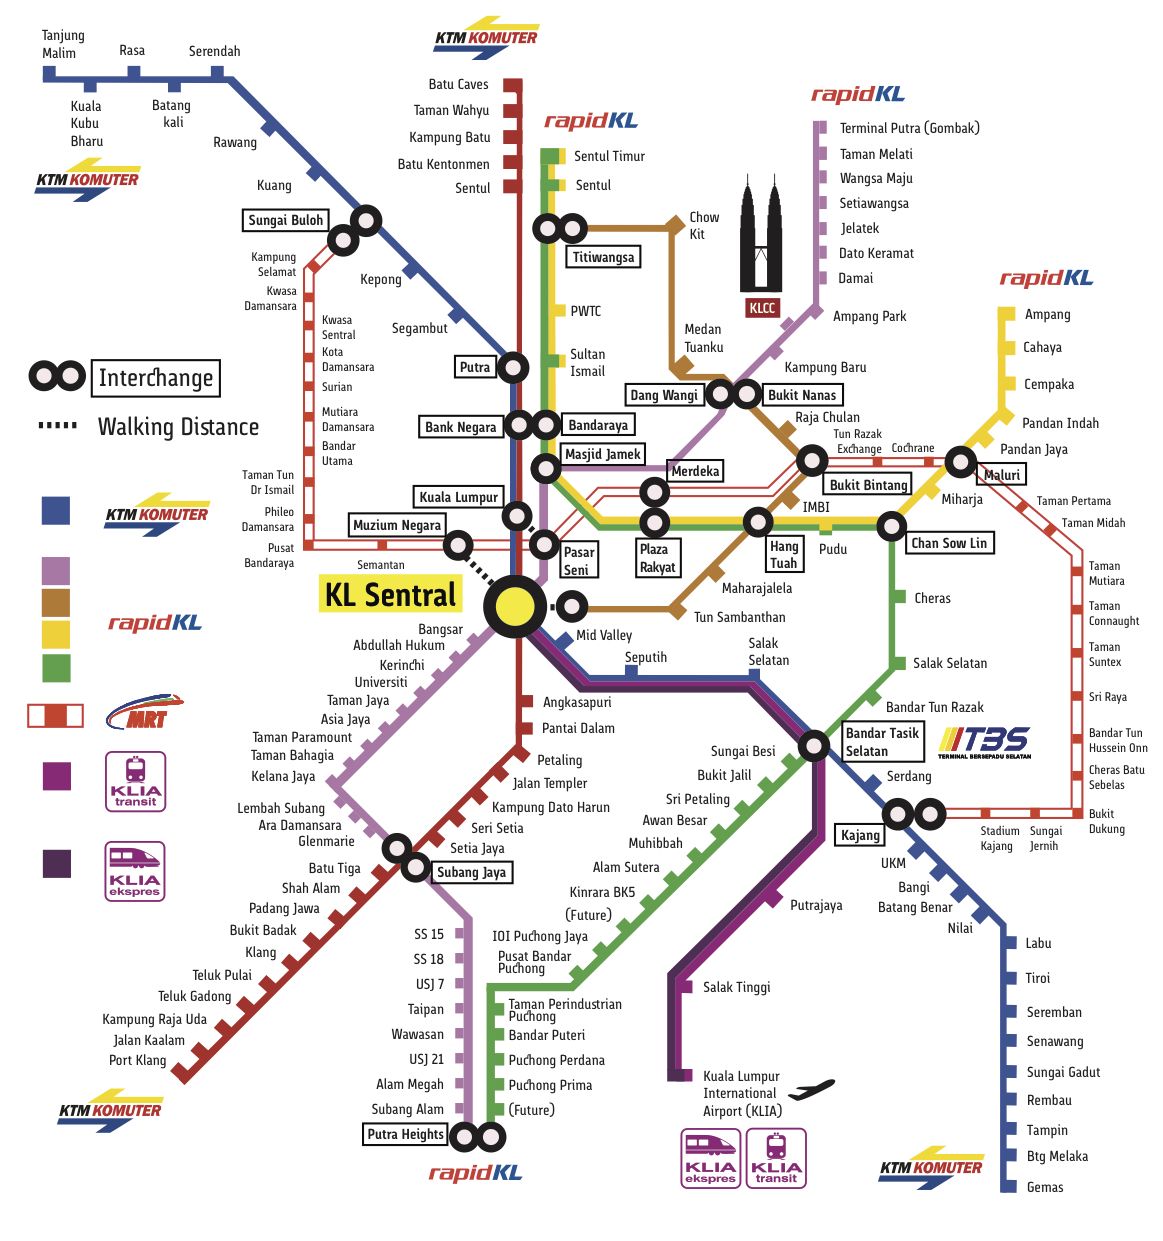 KTM KOMUTER
Tanjung
Malim
Rasa
Serendah
Kuala
Kubu
Bharu
Batang
kali
Rawang
KTM KOMUTER
Kuang
Sungai Buloh
Kepong
Segambut
Putra
Batu Caves
Taman Wahyu
Kampung Batu
Batu Kentonmen
Sentul
rapidKL
Sentul Timur
Sentul
Titiwangsa
PWTC
Sultan
Ismail
Chow
Kit
Medan
Tuanku
KLCC
rapidKL
Terminal Putra (Gombak)
Taman Melati
Wangsa Maju
Setiawangsa
Jelatek
Dato Keramat
Damai
Ampang Park
Kampung Baru
rapidKL
Ampang
Cahaya
Cempaka
Pandan Indah
Pandan Jaya
Kampung
Selamat
Kwasa
Damansara
Kwasa
Sentral
Kota
Damansara
Surian
Mutiara
Damansara
Bandar
Utama
Taman Tun
Dr Ismail
Phileo
Damansara
Pusat
Bandaraya
Semantan
Interchange
Walking Distance
Bank Negara
Bandaraya
Masjid Jamek
Dang Wangi
Bukit Nanas
Raja Chulan
Tun Razak
Exchange
Cochrane
Merdeka
Bukit Bintang
Maluri
Miharja
IMBI
Kuala Lumpur
Muzium Negara
Pasar
Seni
Plaza
Rakyat
Hang
Tuah
Pudu
Chan Sow Lin
Taman Pertama
Taman Midah
Taman
Mutiara
Taman
Connaught
Taman
Suntex
Sri Raya
Bandar Tun
Hussein Onn
Cheras Batu
Sebelas
Bukit
Dukung
Sungai
Jernih
Stadium
Kajang
Maharajalela
Tun Sambanthan
Cheras
Salak Selatan
Bandar Tun Razak
KL Sentral
KTM KOMUTER
rapidKL
MRT
KLIA
transit
KLIA
ekspres
Bangsar
Abdullah Hukum
Kerinchi
Universiti
Taman Jaya
Asia Jaya
Taman Paramount
Taman Bahagia
Kelana Jaya
Lembah Subang
Ara Damansara
Glenmarie
Mid Valley
Seputih
Salak
Selatan
Angkasapuri
Pantai Dalam
Petaling
Jalan Templer
Kampung Dato Harun
Seri Setia
Setia Jaya
Subang Jaya
Batu Tiga
Shah Alam
Padang Jawa
Bukit Badak
Klang
Teluk Pulai
Teluk Gadong
Kampung Raja Uda
Jalan Kaalam
Port Klang
KTM KOMUTER
Bandar Tasik
Selatan
TBS
TERMINAL BERSEPADU SELATAN
Sungai Besi
Bukit Jalil
Sri Petaling
Awan Besar
Muhibbah
Alam Sutera
Kinrara BK5
(Future)
IOI Puchong Jaya
Pusat Bandar
Puchong
Taman Perindustrian
Puchong
Bandar Puteri
Puchong Perdana
Puchong Prima
(Future)
SS 15
SS 18
USJ 7
Taipan
Wawasan
USJ 21
Alam Megah
Subang Alam
Putra Heights
rapidKL
Serdang
Kajang
UKM
Bangi
Batang Benar
Nilai
Labu
Tiroi
Seremban
Senawang
Sungai Gadut
Rembau
Tampin
Btg Melaka
Gemas
KTM KOMUTER
Putrajaya
Salak Tinggi
Kuala Lumpur
International
Airport (KLIA)
KLIA
ekspres
KLIA
transit